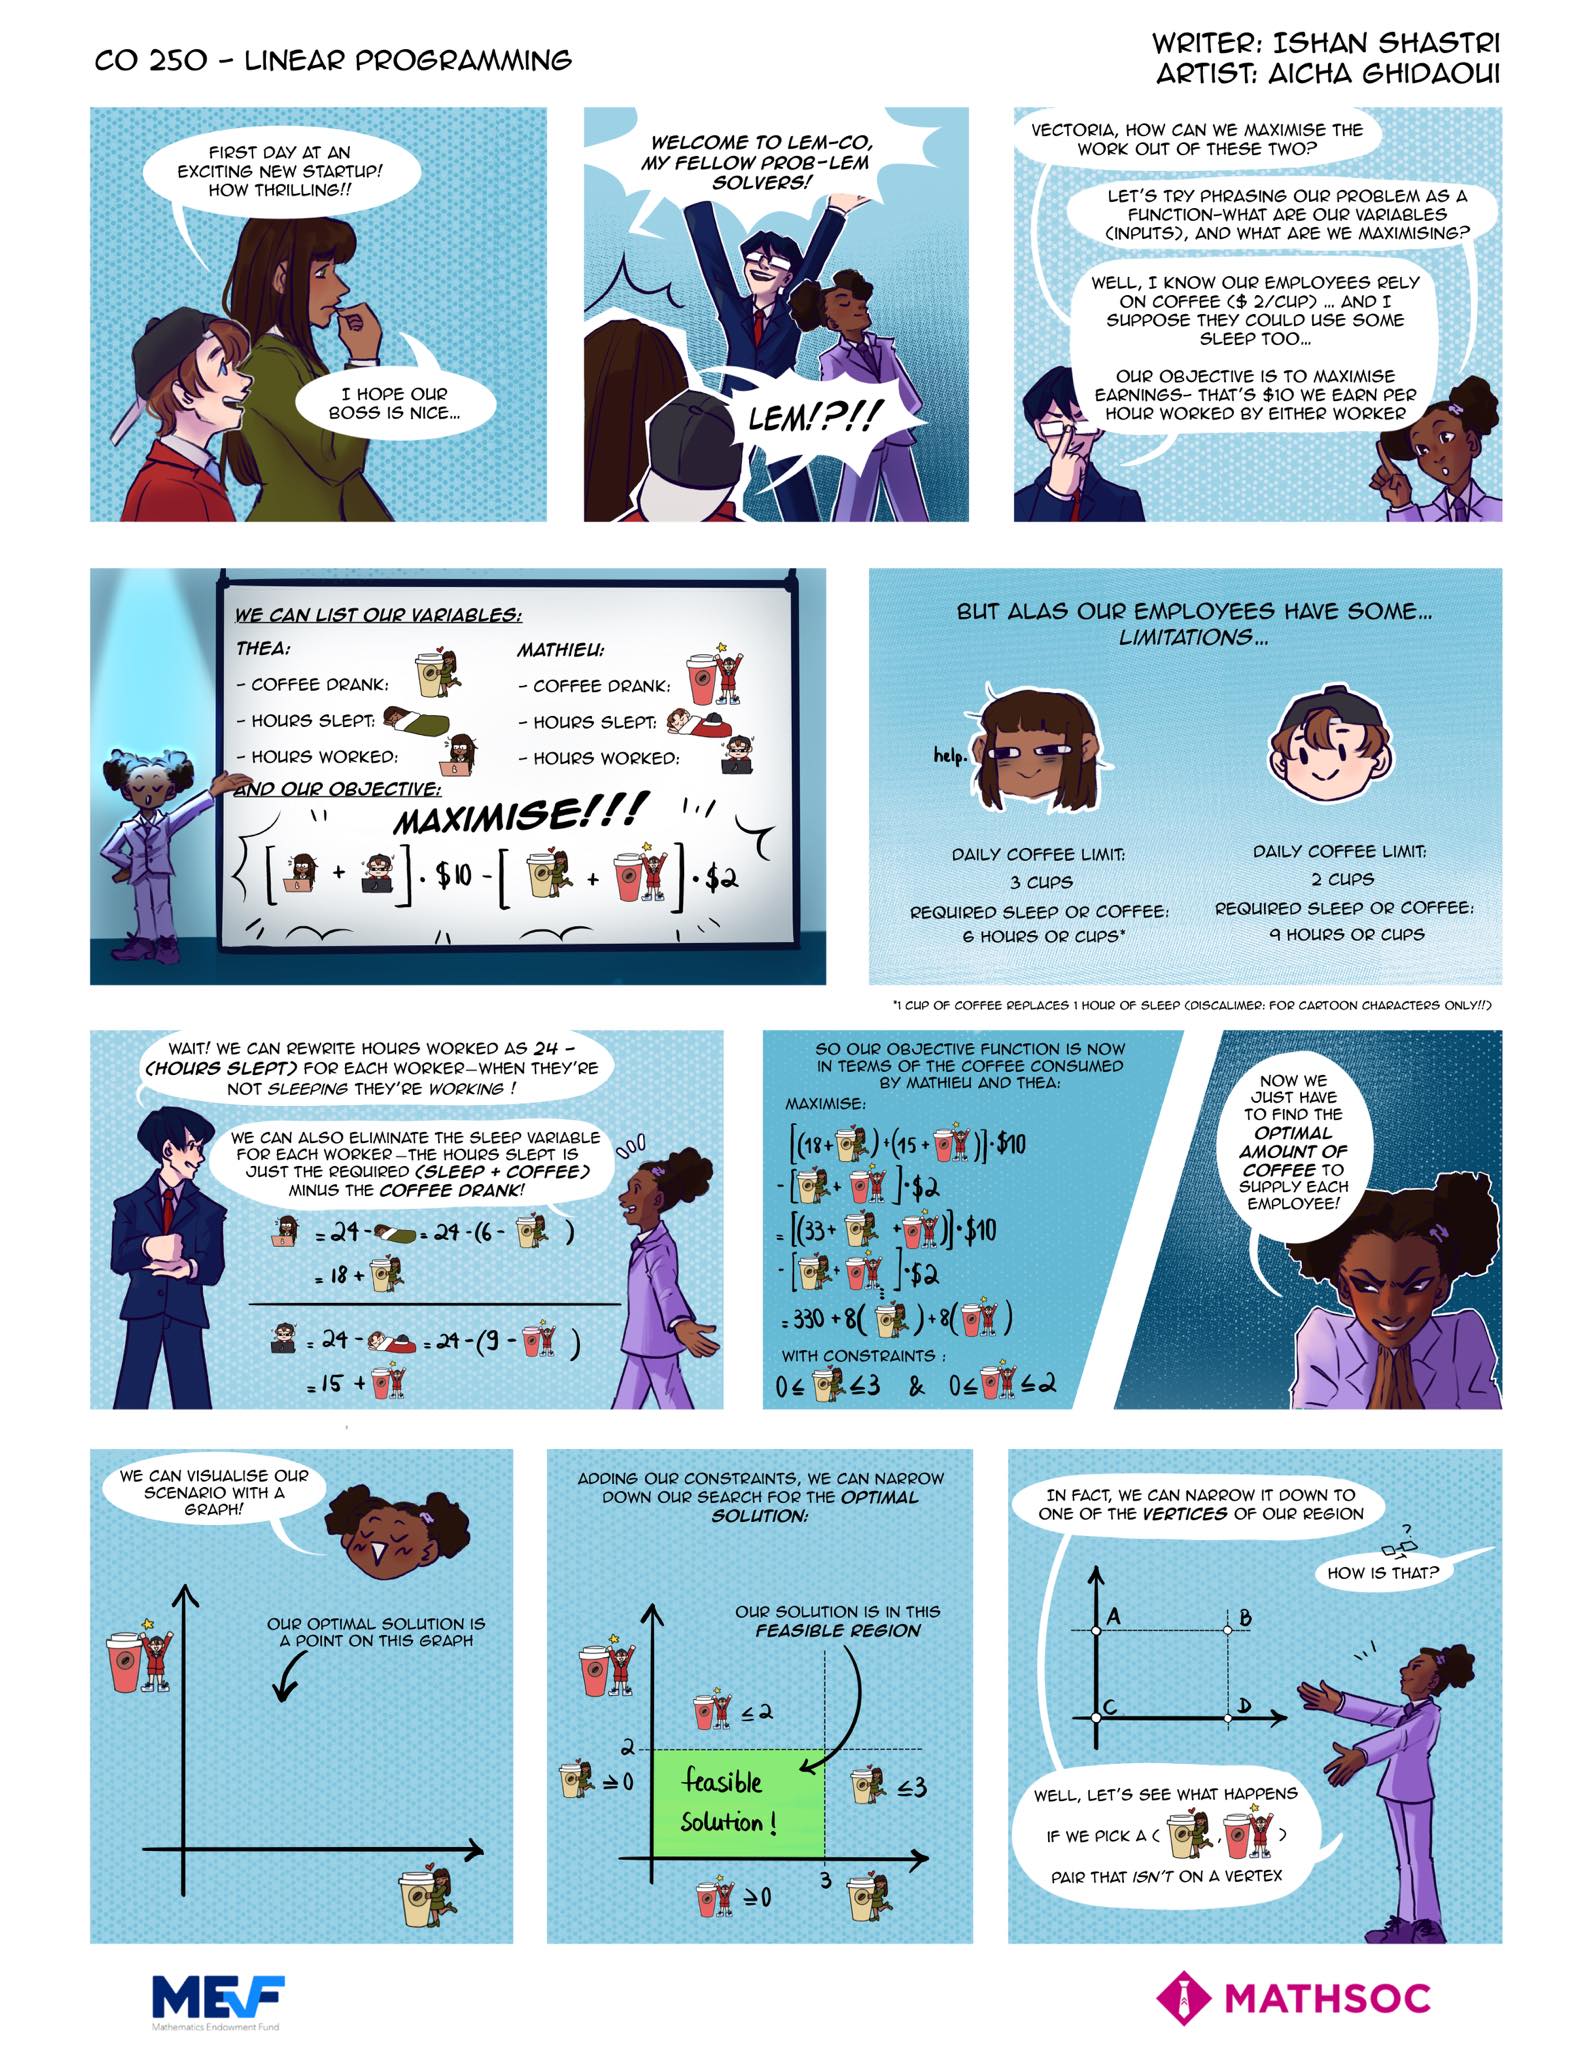 CO 250 - LINEAR PROGRAMMING
WRITER: ISHAN SHASTRI
ARTIST: AICHA GHIDAOUI
FIRST DAY AT AN
EXCITING NEW STARTUP!
HOW THRILLING!!
I HOPE OUR
BOSS IS NICE...
WELCOME TO LEM-CO,
MY FELLOW PROB-LEM
SOLVERS!
LEM!?!!
VECTORIA, HOW CAN WE MAXIMISE THE
WORK OUT OF THESE TWO?
LET'S TRY PHRASING OUR PROBLEM AS A
FUNCTION-WHAT ARE OUR VARIABLES
(INPUTS), AND WHAT ARE WE MAXIMISING?
WELL, I KNOW OUR EMPLOYEES RELY
ON COFFEE ($ 2/CUP) ... AND I
SUPPOSE THEY COULD USE SOME
SLEEP TOO...
OUR OBJECTIVE IS TO MAXIMISE
EARNINGS- THAT'S $10 WE EARN PER
HOUR WORKED BY EITHER WORKER
WE CAN LIST OUR VARIABLES:
THEA:
- COFFEE DRANK:
- HOURS SLEPT:
- HOURS WORKED:
MATHIEU:
- COFFEE DRANK:
- HOURS SLEPT:
- HOURS WORKED:
AND OUR OBJECTIVE:
MAXIMISE!!!
[ + ] · $10 - [ + ] · $2
BUT ALAS OUR EMPLOYEES HAVE SOME...
LIMITATIONS...
help.
DAILY COFFEE LIMIT:
3 CUPS
REQUIRED SLEEP OR COFFEE:
6 HOURS OR CUPS*
DAILY COFFEE LIMIT:
2 CUPS
REQUIRED SLEEP OR COFFEE:
9 HOURS OR CUPS
*1 CUP OF COFFEE REPLACES 1 HOUR OF SLEEP (DISCALIMER: FOR CARTOON CHARACTERS ONLY!!)
WAIT! WE CAN REWRITE HOURS WORKED AS 24 -
(HOURS SLEPT) FOR EACH WORKER—WHEN THEY'RE
NOT SLEEPING THEY'RE WORKING !
WE CAN ALSO ELIMINATE THE SLEEP VARIABLE
FOR EACH WORKER—THE HOURS SLEPT IS
JUST THE REQUIRED (SLEEP + COFFEE)
MINUS THE COFFEE DRANK!
= 24 - = 24 - (6 - )
= 18 +
= 24 - = 24 - (9 - )
= 15 +
SO OUR OBJECTIVE FUNCTION IS NOW
IN TERMS OF THE COFFEE CONSUMED
BY MATHIEU AND THEA:
MAXIMISE:
[(18 + ) + (15 + )] · $10
- [ + ] · $2
= [(33 + + )] · $10
- [ + ] · $2
= 330 + 8( ) + 8( )
WITH CONSTRAINTS :
0 ≤ ≤ 3 & 0 ≤ ≤ 2
NOW WE
JUST HAVE
TO FIND THE
OPTIMAL
AMOUNT OF
COFFEE TO
SUPPLY EACH
EMPLOYEE!
WE CAN VISUALISE OUR
SCENARIO WITH A
GRAPH!
OUR OPTIMAL SOLUTION IS
A POINT ON THIS GRAPH
ADDING OUR CONSTRAINTS, WE CAN NARROW
DOWN OUR SEARCH FOR THE OPTIMAL
SOLUTION:
OUR SOLUTION IS IN THIS
FEASIBLE REGION
≤ 2
2
≥ 0
feasible
solution !
≤ 3
3
≥ 0
IN FACT, WE CAN NARROW IT DOWN TO
ONE OF THE VERTICES OF OUR REGION
?
HOW IS THAT?
A
B
C
D
WELL, LET'S SEE WHAT HAPPENS
IF WE PICK A ( , )
PAIR THAT ISN'T ON A VERTEX
MEF
Mathematics Endowment Fund
MATHSOC